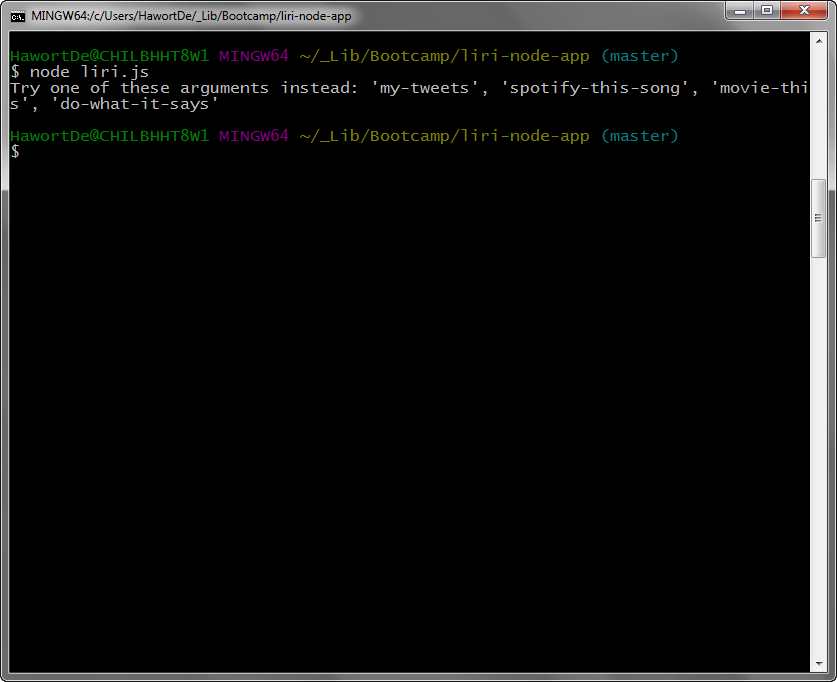 MINGW64:/c/Users/HawortDe/_Lib/Bootcamp/liri-node-app
HawortDe@CHILBHHT8W1 MINGW64 ~/_Lib/Bootcamp/liri-node-app (master)
$ node liri.js
Try one of these arguments instead: 'my-tweets', 'spotify-this-song', 'movie-thi
s', 'do-what-it-says'
HawortDe@CHILBHHT8W1 MINGW64 ~/_Lib/Bootcamp/liri-node-app (master)
$